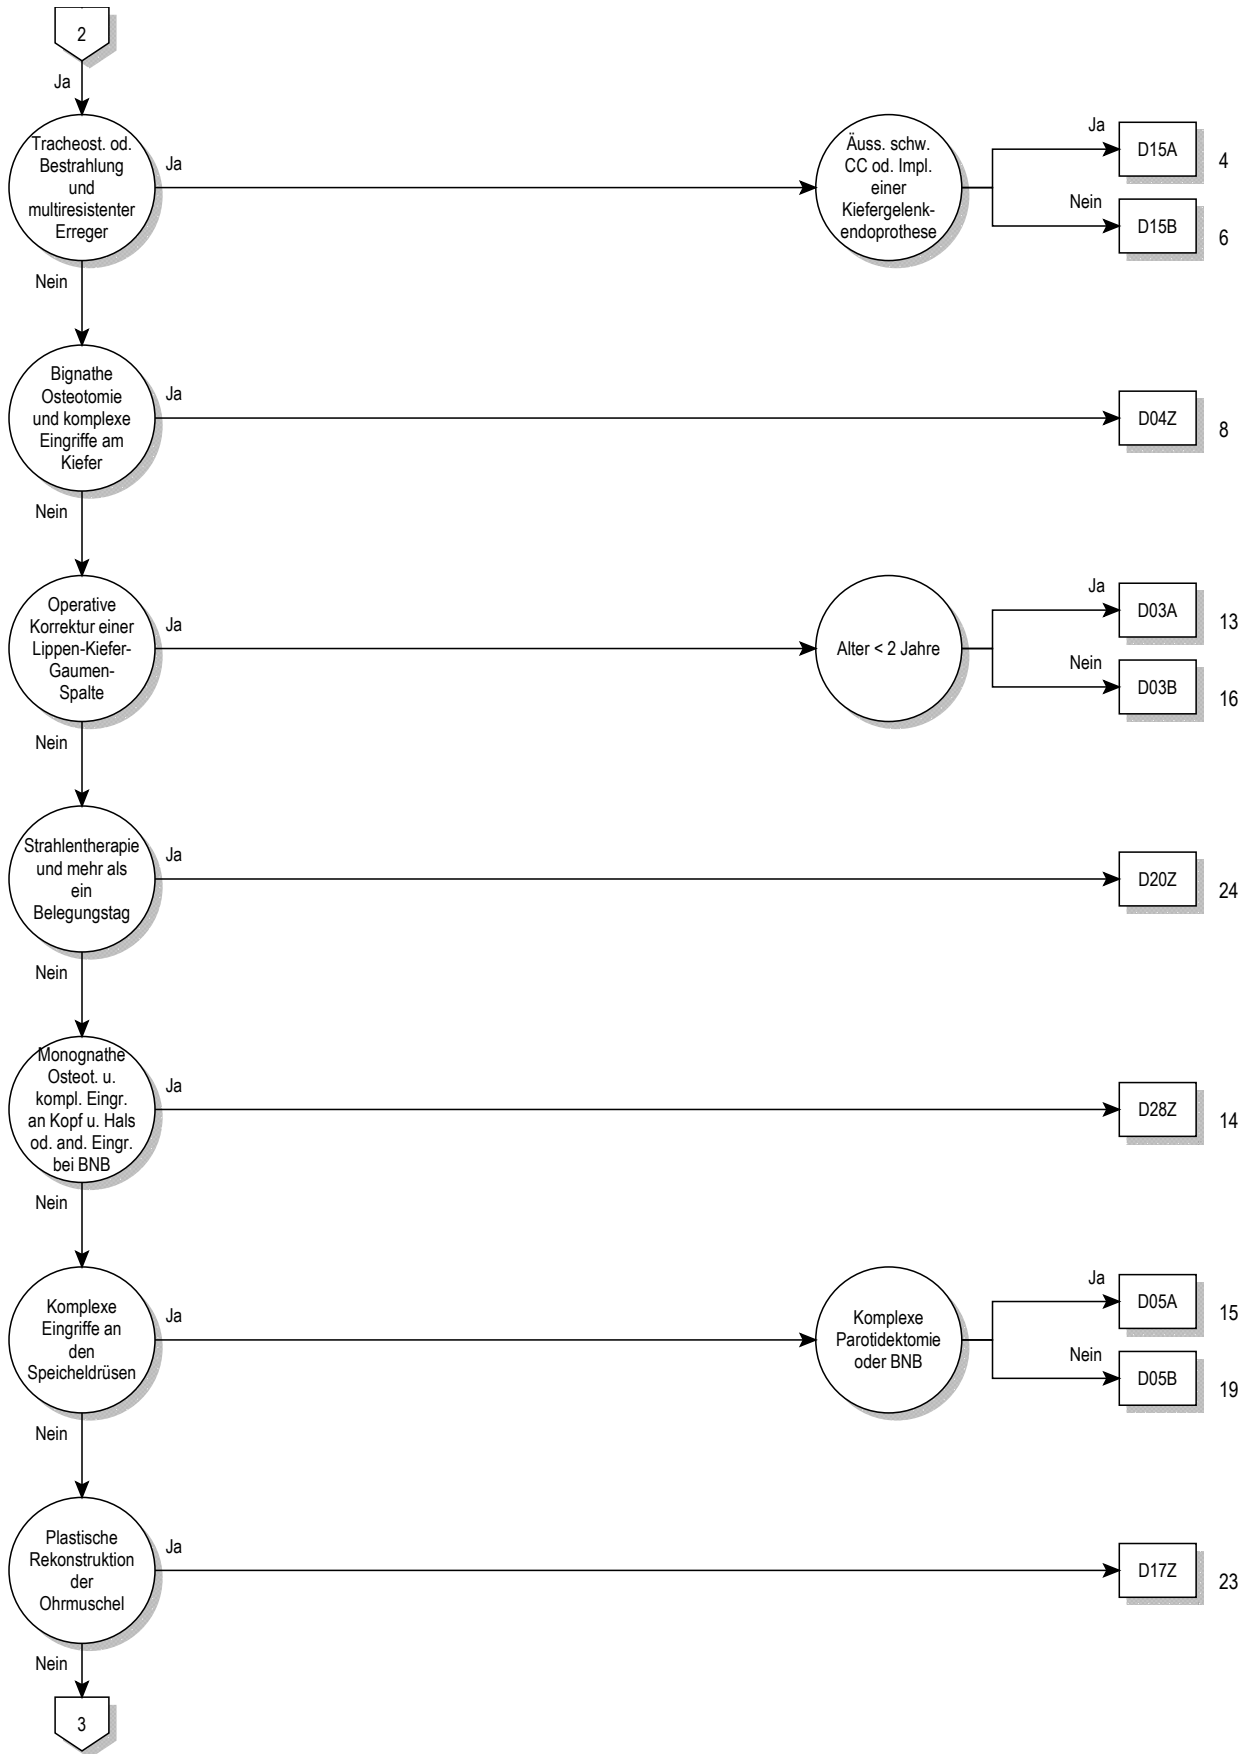 2
Ja
Tracheost. od.
Bestrahlung
und
multiresistenter
Erreger
Ja
Äuss. schw.
CC od. Impl.
einer
Kiefergelenk-
endoprothese
Ja
D15A
4
Nein
D15B
6
Nein
Bignathe
Osteotomie
und komplexe
Eingriffe am
Kiefer
Ja
D04Z
8
Nein
Operative
Korrektur einer
Lippen-Kiefer-
Gaumen-
Spalte
Ja
Alter < 2 Jahre
Ja
D03A
13
Nein
D03B
16
Nein
Strahlentherapie
und mehr als
ein
Belegungstag
Ja
D20Z
24
Nein
Monognathe
Osteot. u.
kompl. Eingr.
an Kopf u. Hals
od. and. Eingr.
bei BNB
Ja
D28Z
14
Nein
Komplexe
Eingriffe an
den
Speicheldrüsen
Ja
Komplexe
Parotidektomie
oder BNB
Ja
D05A
15
Nein
D05B
19
Nein
Plastische
Rekonstruktion
der
Ohrmuschel
Ja
D17Z
23
Nein
3